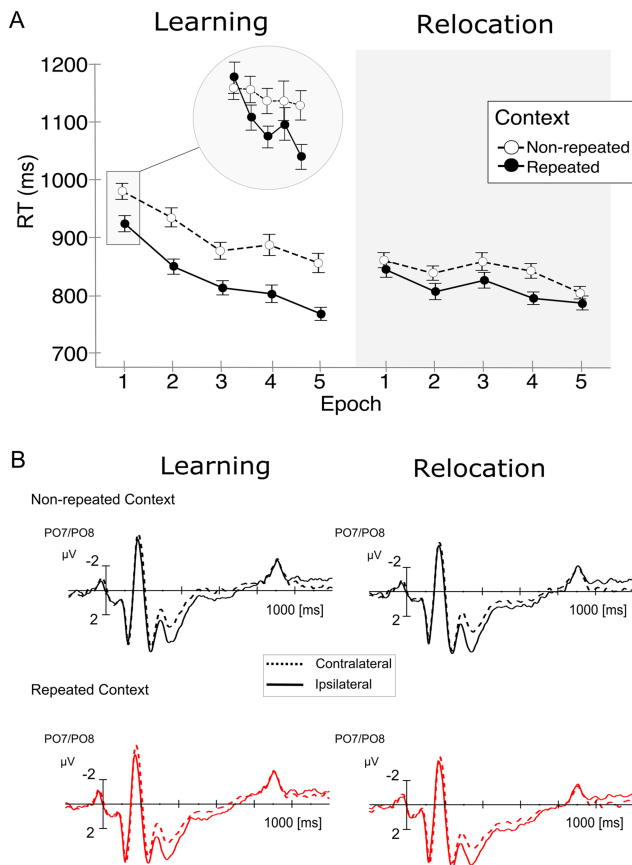 A
Learning
Relocation
1200
1100
1000
900
800
700
RT (ms)
Context
Non-repeated
Repeated
1 2 3 4 5
1 2 3 4 5
Epoch
B
Learning
Relocation
Non-repeated Context
PO7/PO8
µV
-2
2
1000 [ms]
PO7/PO8
µV
-2
2
1000 [ms]
Contralateral
Ipsilateral
Repeated Context
PO7/PO8
µV
-2
2
1000 [ms]
PO7/PO8
µV
-2
2
1000 [ms]